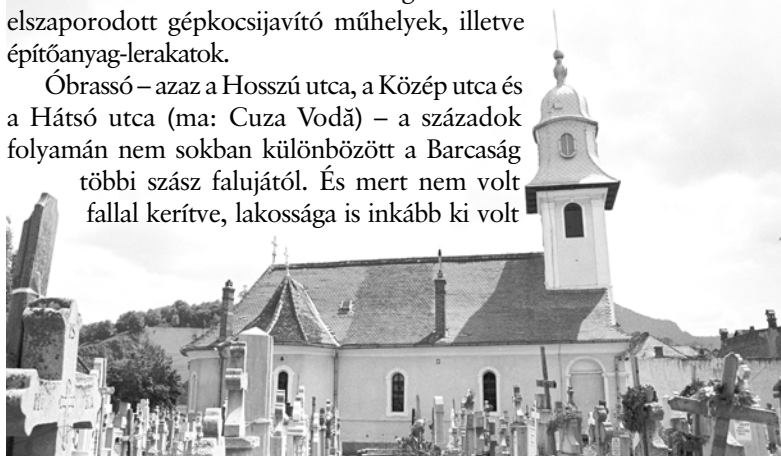 elszaporodott gépkocsijavító műhelyek, illetve
építőanyag-lerakatok.
Óbrassó – azaz a Hosszú utca, a Közép utca és
a Hátsó utca (ma: Cuza Vodă) – a századok
folyamán nem sokban különbözött a Barcaság
többi szász falujától. És mert nem volt
fallal kerítve, lakossága is inkább ki volt